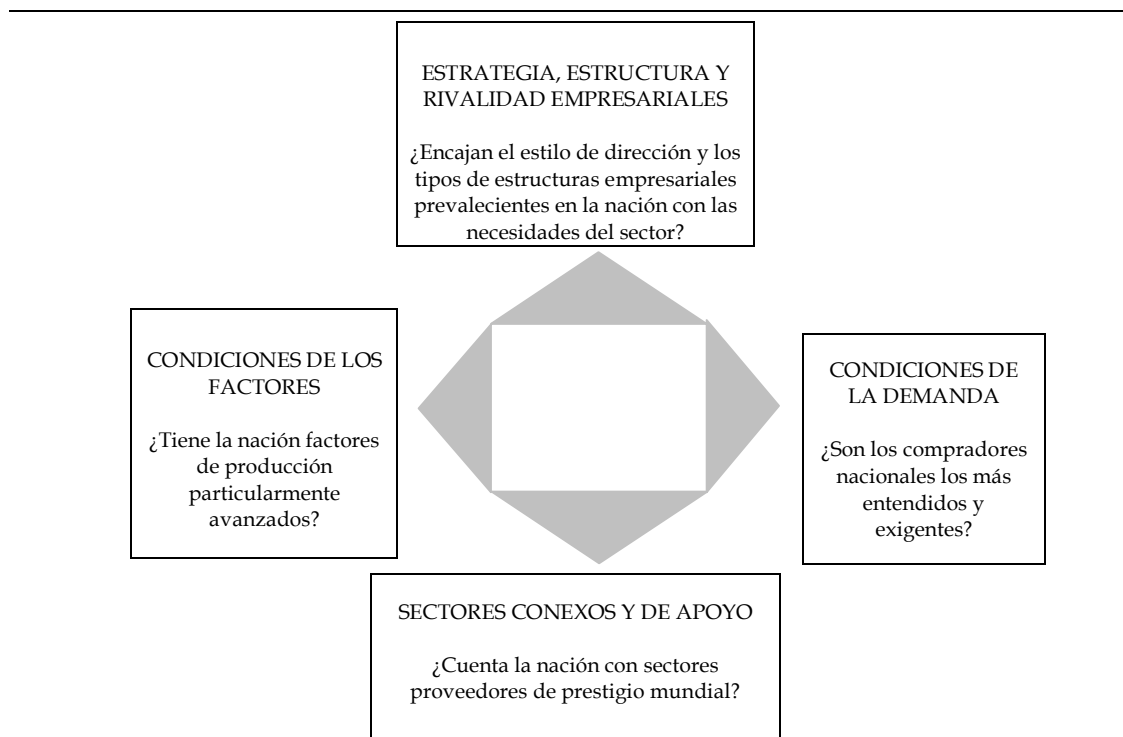 ESTRATEGIA, ESTRUCTURA Y
RIVALIDAD EMPRESARIALES
¿Encajan el estilo de dirección y los
tipos de estructuras empresariales
prevalecientes en la nación con las
necesidades del sector?
CONDICIONES DE LOS
FACTORES
¿Tiene la nación factores
de producción
particularmente
avanzados?
CONDICIONES DE
LA DEMANDA
¿Son los compradores
nacionales los más
entendidos y
exigentes?
SECTORES CONEXOS Y DE APOYO
¿Cuenta la nación con sectores
proveedores de prestigio mundial?